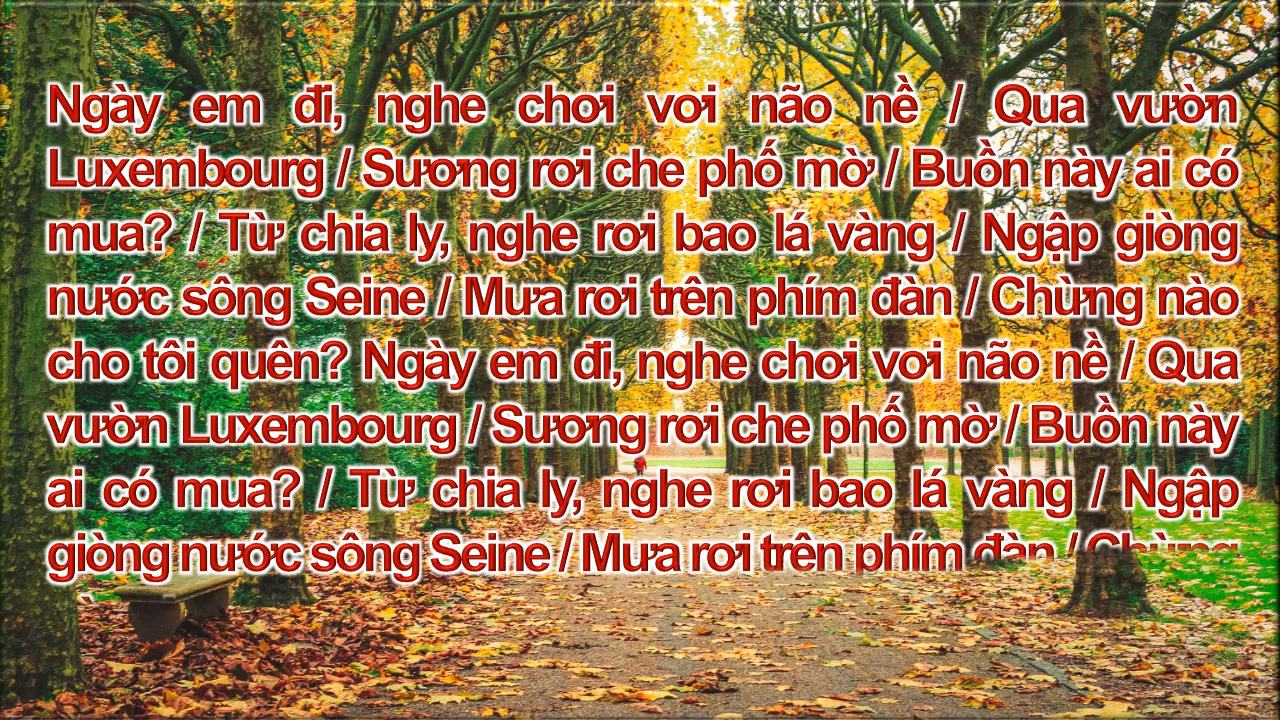 Ngày em đi, nghe chơi vơi não nề / Qua vườn
Luxembourg / Sương rơi che phố mờ / Buồn này ai có
mua? / Từ chia ly, nghe rơi bao lá vàng / Ngập giòng
nước sông Seine / Mưa rơi trên phím đàn / Chừng nào
cho tôi quên? Ngày em đi, nghe chơi vơi não nề / Qua
vườn Luxembourg / Sương rơi che phố mờ / Buồn này
ai có mua? / Từ chia ly, nghe rơi bao lá vàng / Ngập
giòng nước sông Seine / Mưa rơi trên phím đàn / Chừng